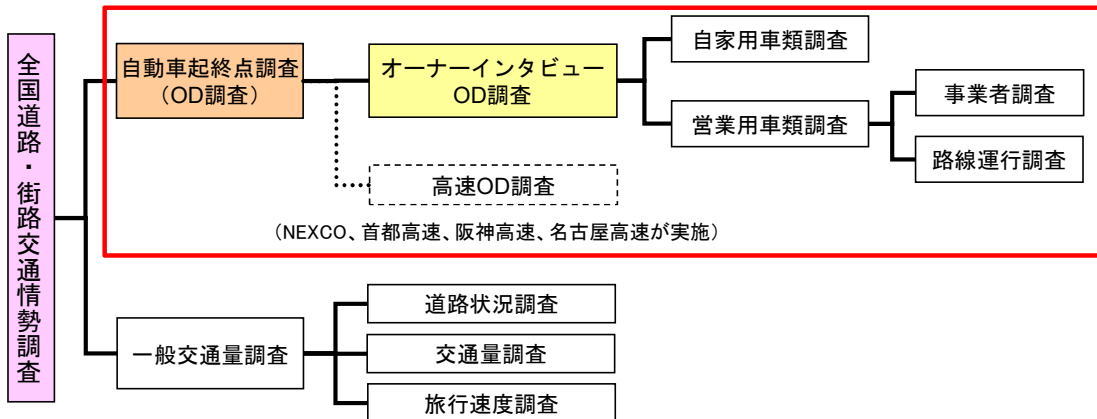 全国道路・街路交通情勢調査
自動車起終点調査
（OD調査）
オーナーインタビュー
OD調査
自家用車類調査
営業用車類調査
事業者調査
路線運行調査
高速OD調査
（NEXCO、首都高速、阪神高速、名古屋高速が実施）
一般交通量調査
道路状況調査
交通量調査
旅行速度調査